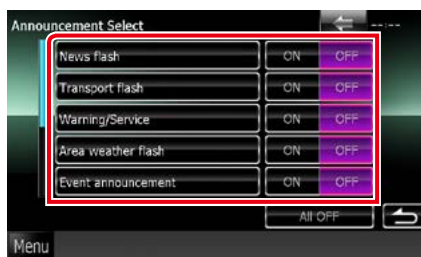 Announcement Select --:--
News flash ON OFF
Transport flash ON OFF
Warning/Service ON OFF
Area weather flash ON OFF
Event announcement ON OFF
All OFF
Menu